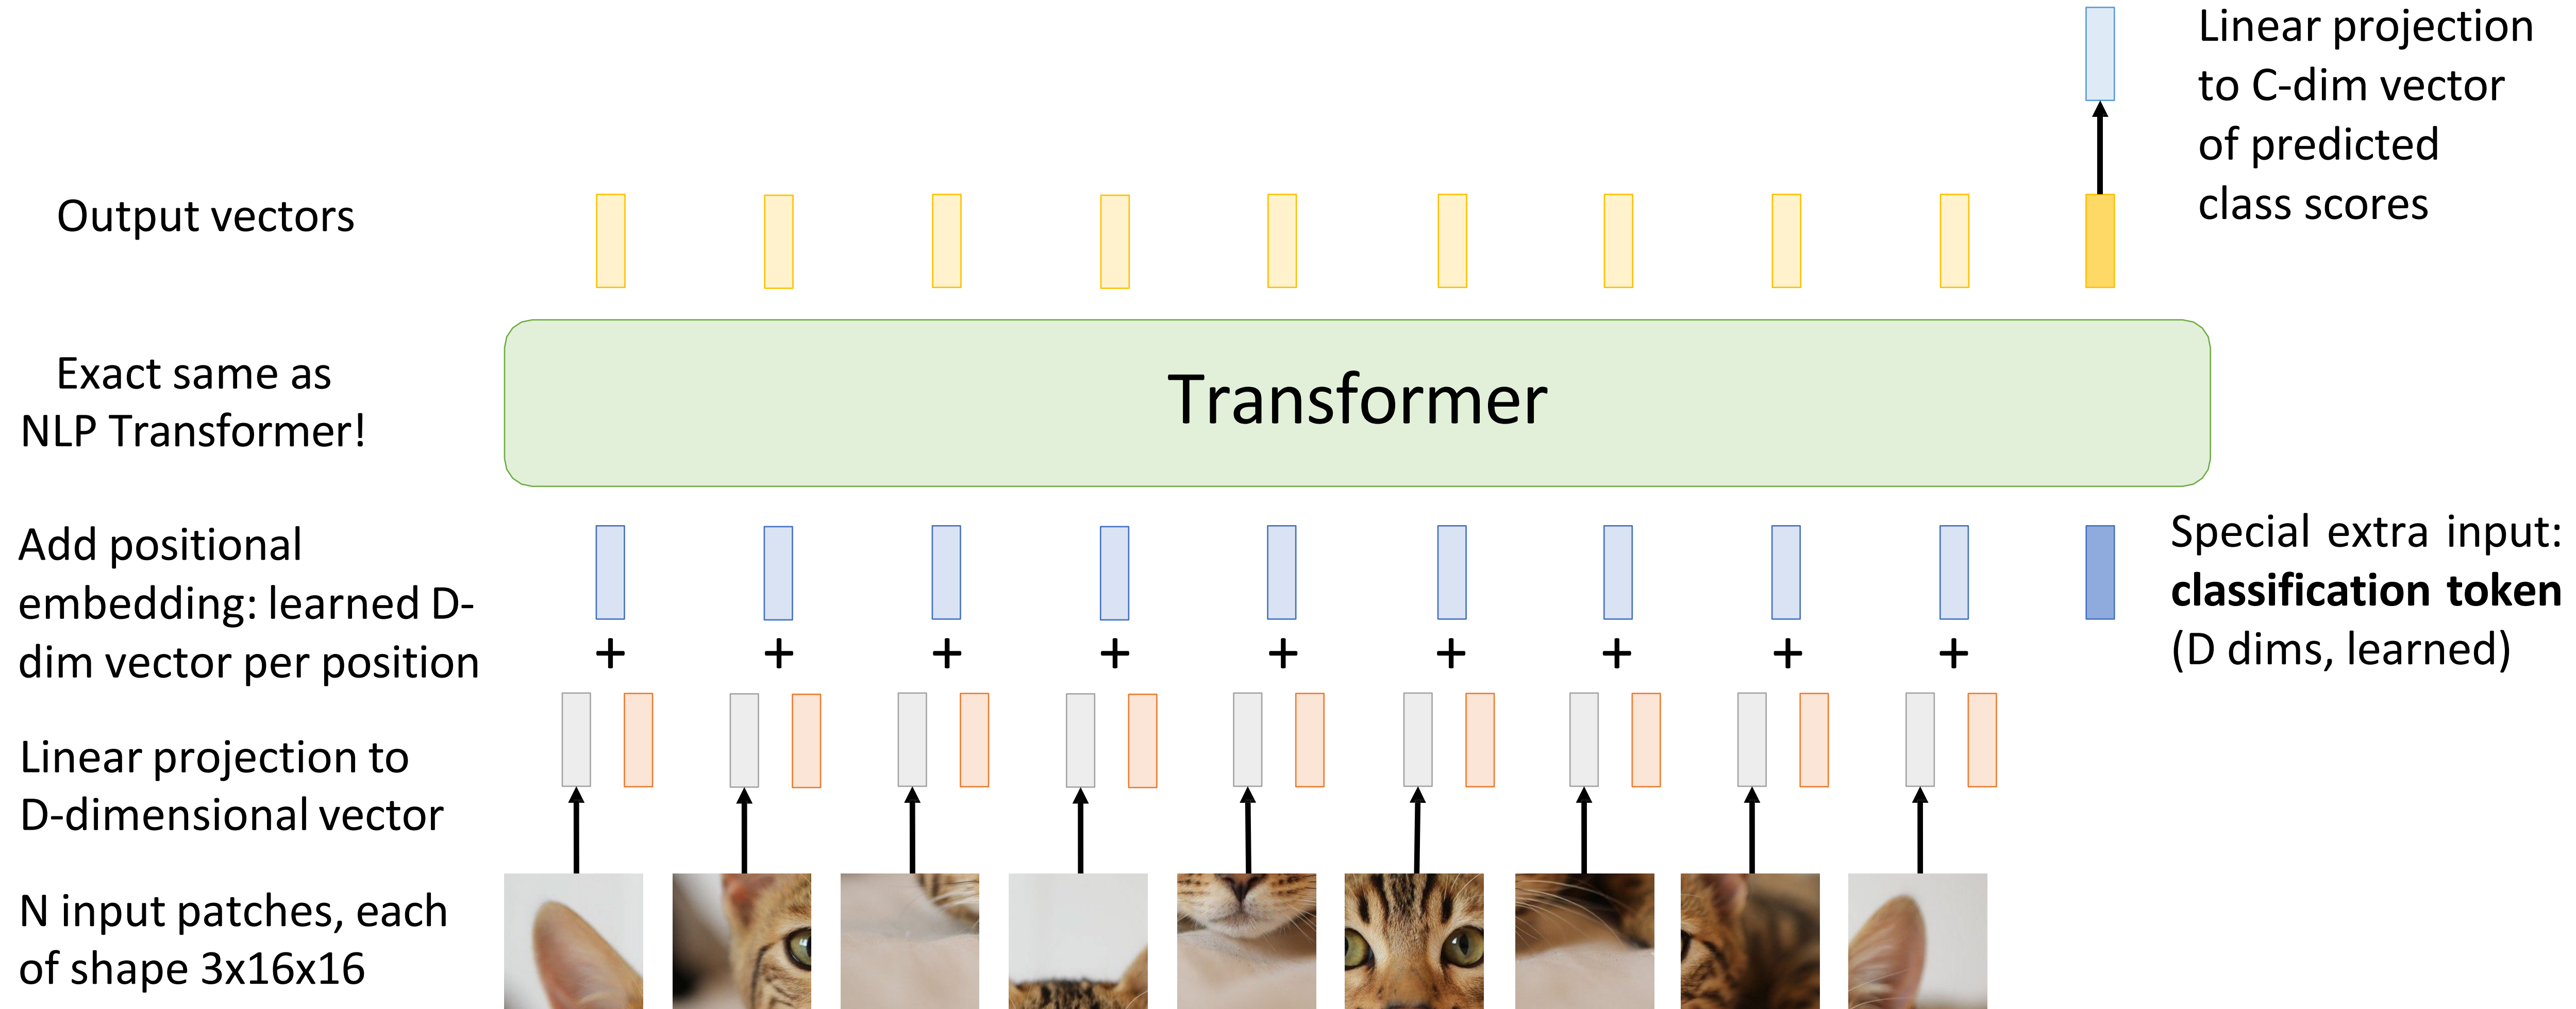 Linear projection
to C-dim vector
of predicted
class scores
Output vectors
Exact same as
NLP Transformer!
Transformer
Add positional
embedding: learned D-
dim vector per position
+ + + + + + + + +
Special extra input:
classification token
(D dims, learned)
Linear projection to
D-dimensional vector
N input patches, each
of shape 3x16x16